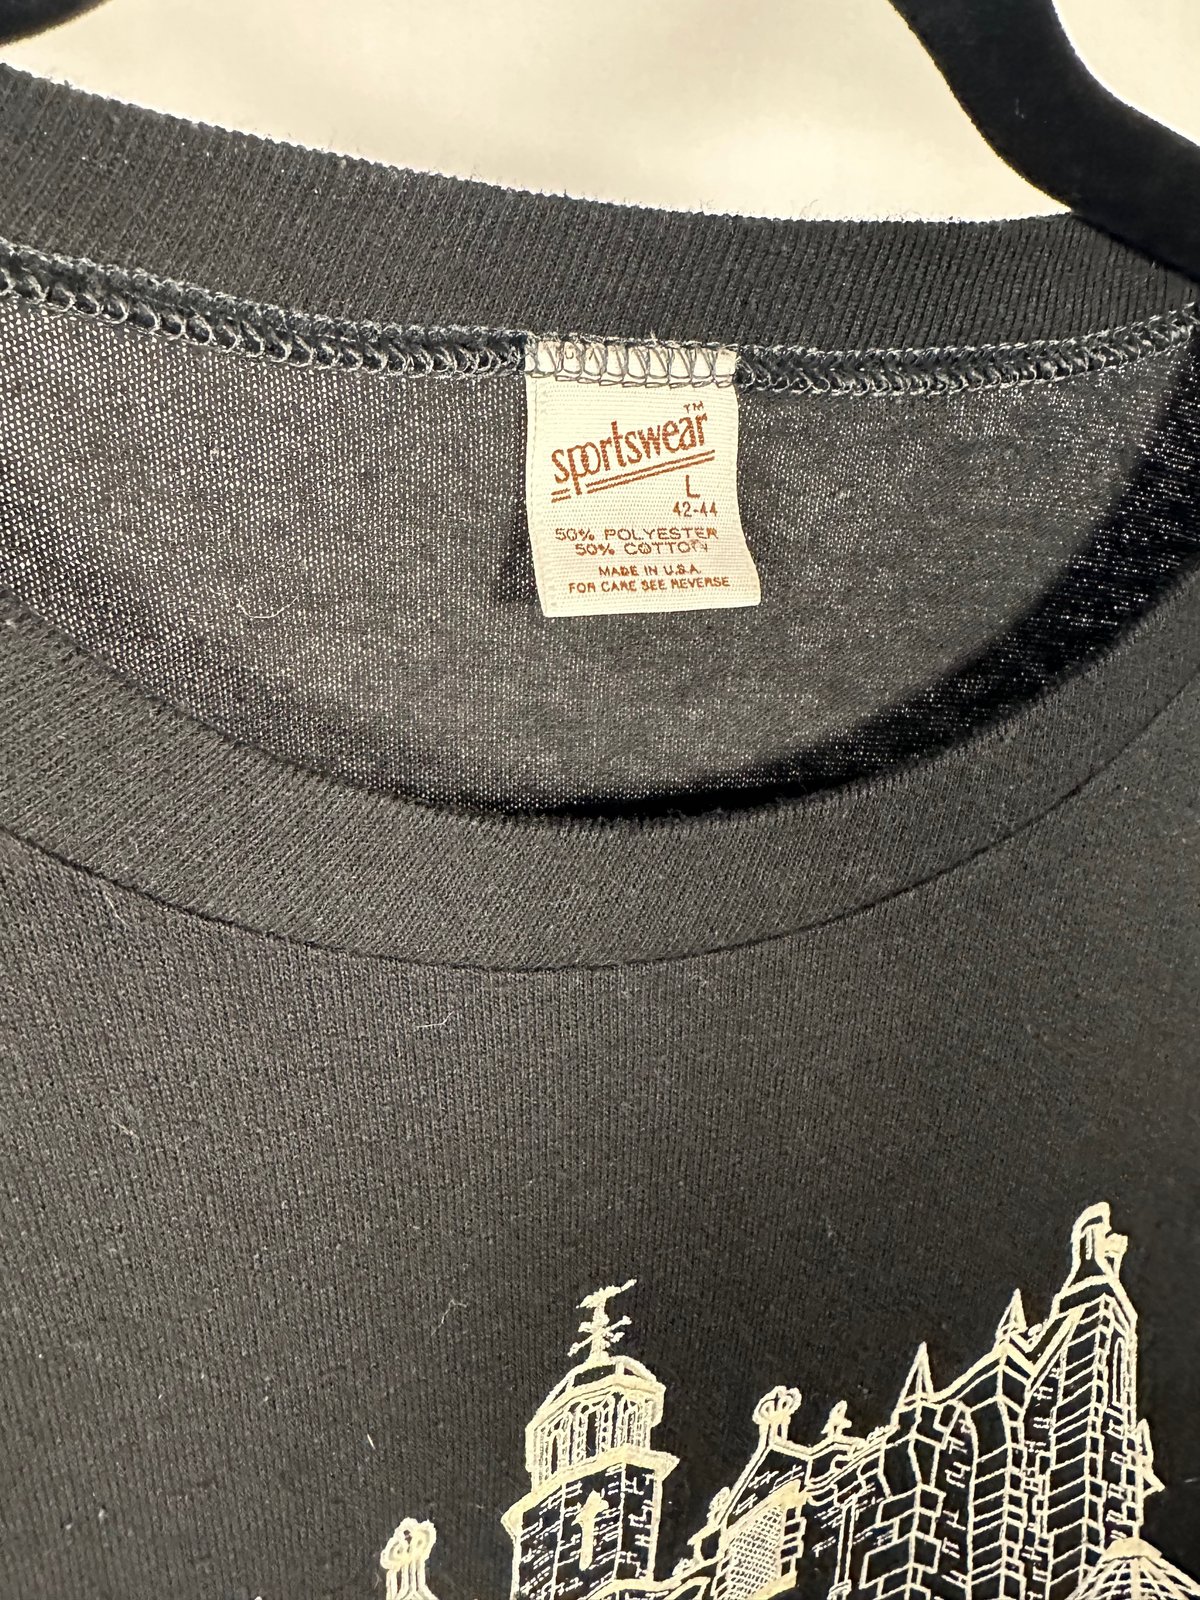 sportswear™
L
42-44
50% POLYESTER
50% COTTON
MADE IN U.S.A.
FOR CARE SEE REVERSE